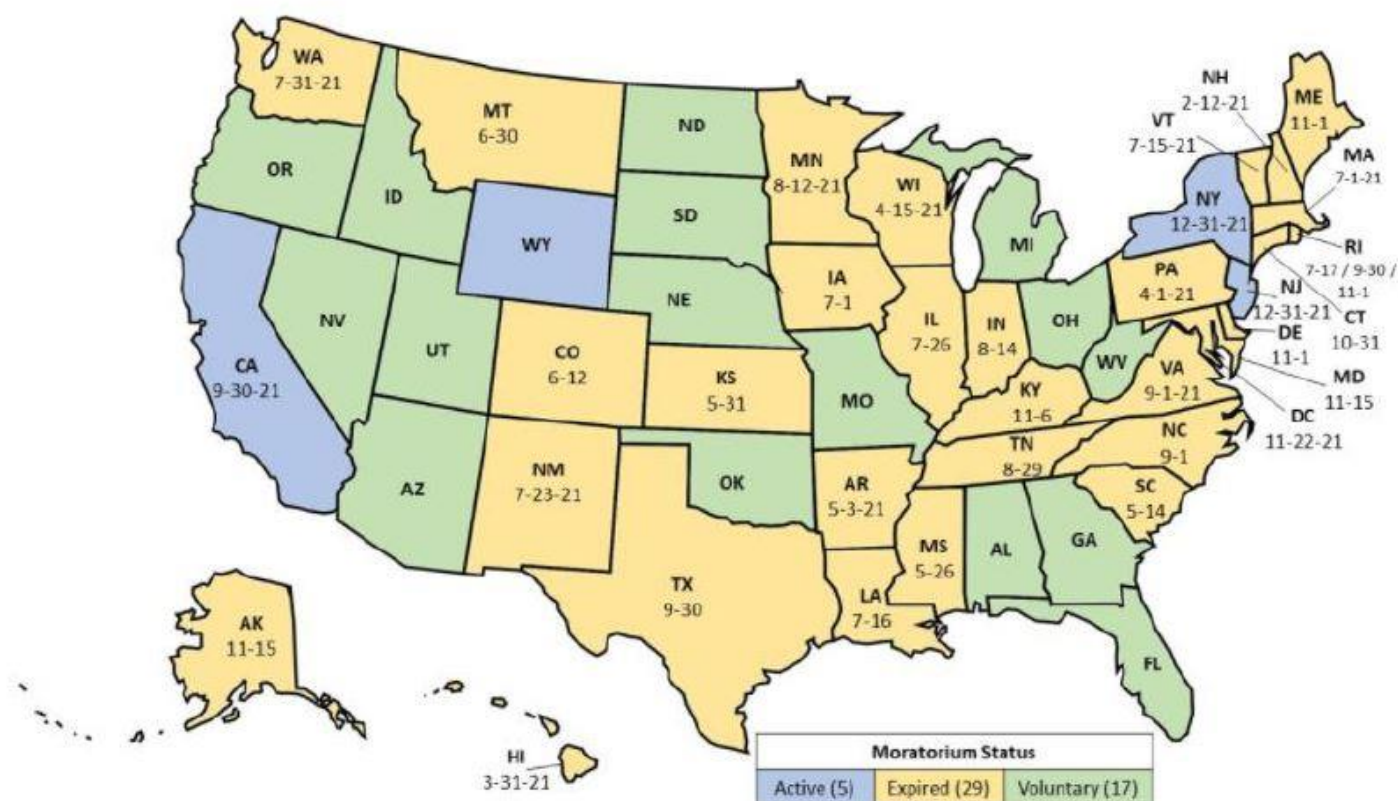 WA
7-31-21
MT
6-30
ND
OR
ID
WY
SD
MN
8-12-21
WI
4-15-21
MI
NH
2-12-21
VT
7-15-21
ME
11-1
MA
7-1-21
NY
12-31-21
RI
7-17 / 9-30 /
11-1
PA
4-1-21
NJ
12-31-21
CT
10-31
DE
11-1
MD
11-15
DC
11-22-21
CA
9-30-21
NV
UT
CO
6-12
NE
KS
5-31
IA
7-1
MO
IL
7-26
IN
8-14
OH
WV
VA
9-1-21
KY
11-6
TN
8-29
NC
9-1
SC
5-14
AZ
NM
7-23-21
OK
AR
5-3-21
TX
9-30
LA
7-16
MS
5-26
AL
GA
FL
AK
11-15
HI
3-31-21
Moratorium Status
Active (5) Expired (29) Voluntary (17)